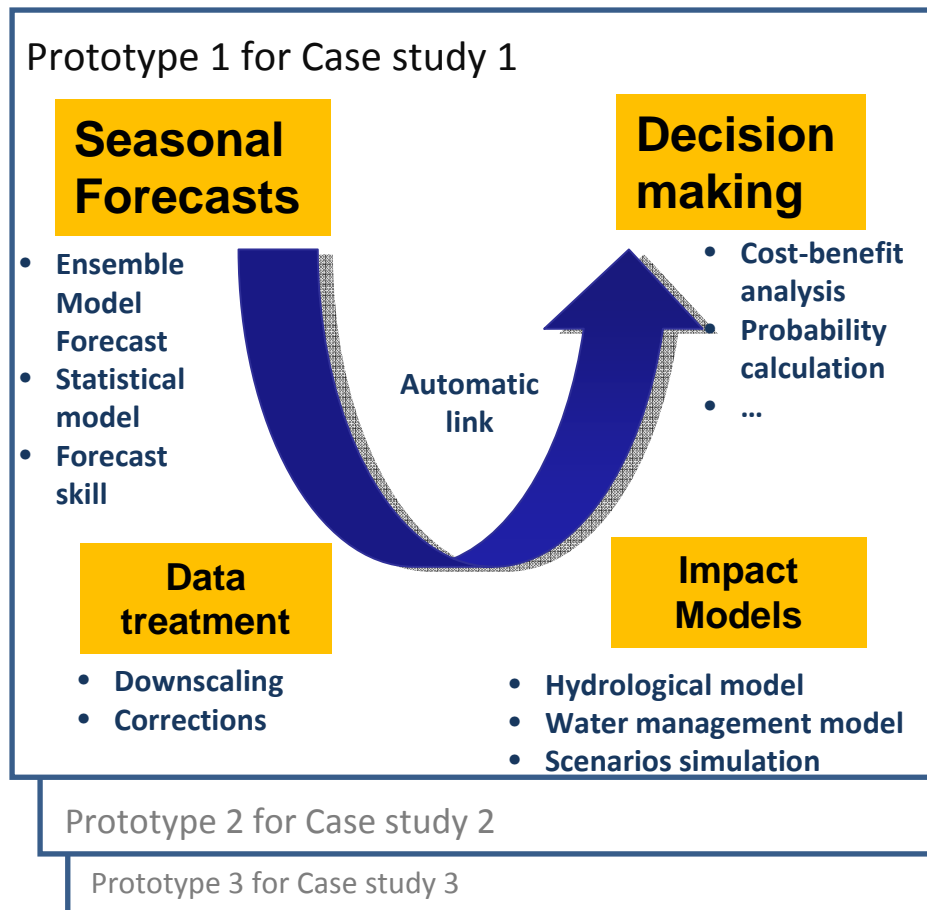 Prototype 1 for Case study 1
Seasonal
Forecasts
• Ensemble
Model
Forecast
• Statistical
model
• Forecast
skill
Decision
making
• Cost-benefit
analysis
• Probability
calculation
• …
Automatic
link
Data
treatment
• Downscaling
• Corrections
Impact
Models
• Hydrological model
• Water management model
• Scenarios simulation
Prototype 2 for Case study 2
Prototype 3 for Case study 3